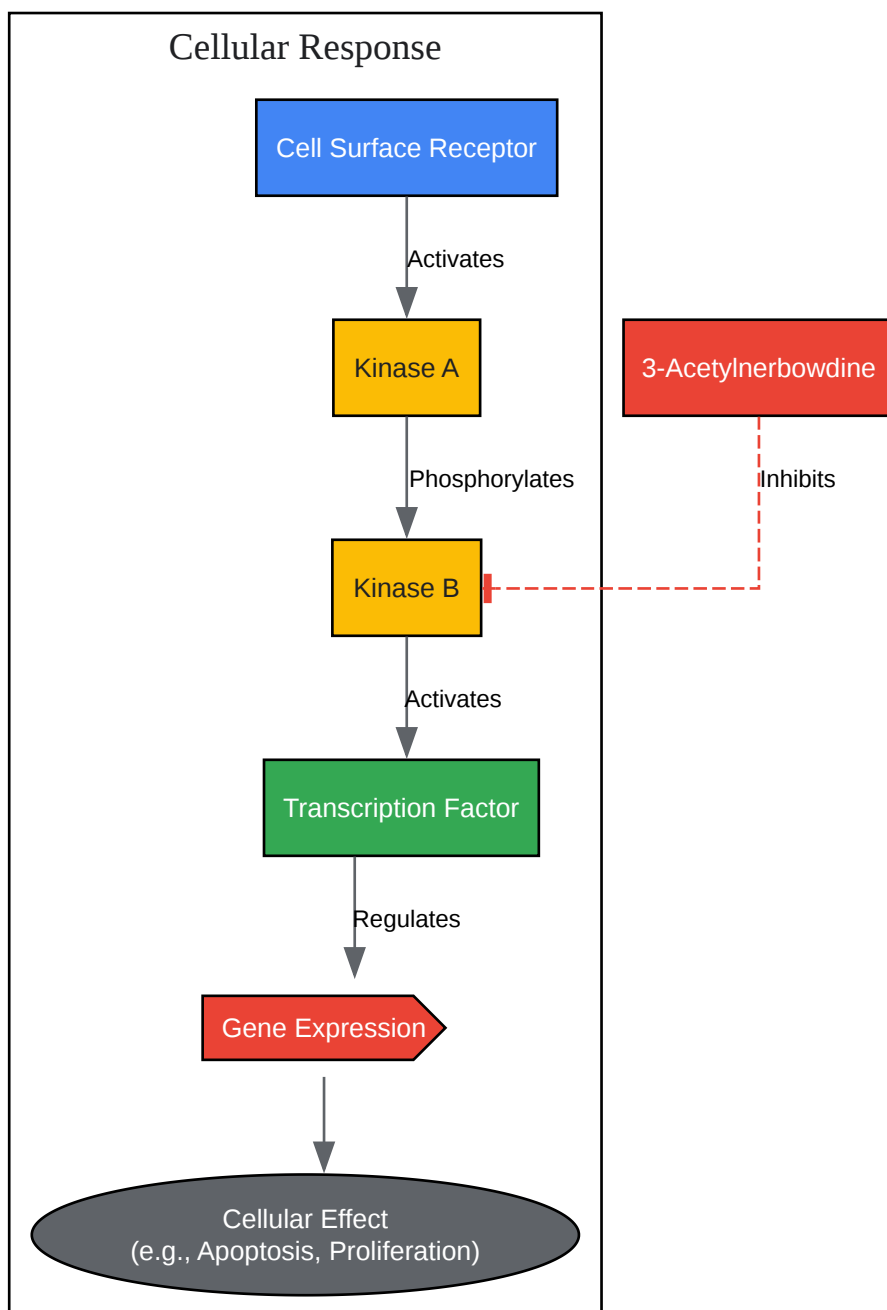 Cellular Response
Cell Surface Receptor
Activates
Kinase A
3-Acetylnerbowdine
Phosphorylates
Inhibits
Kinase B
Activates
Transcription Factor
Regulates
Gene Expression
Cellular Effect
(e.g., Apoptosis, Proliferation)